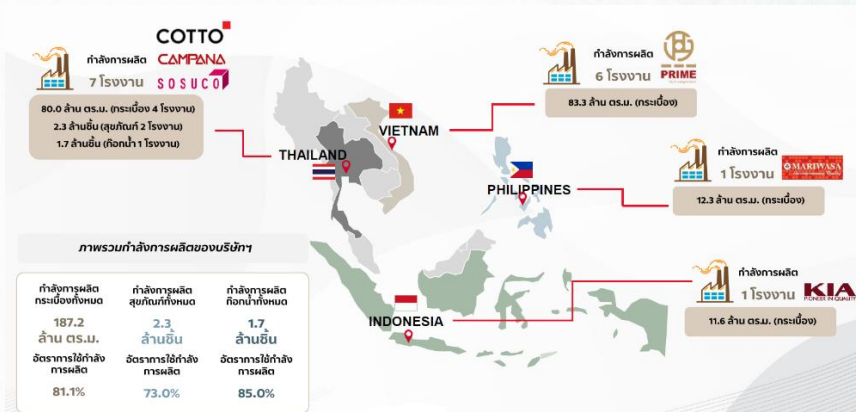 COTTO
กำลังการผลิต
CAMPANA
7 โรงงาน
SOSUCO
80.0 ล้าน ตร.ม. (กระเบื้อง 4 โรงงาน)
2.3 ล้านชิ้น (สุขภัณฑ์ 2 โรงงาน)
1.7 ล้านชิ้น (ก๊อกน้ำ 1 โรงงาน)
THAILAND
VIETNAM
กำลังการผลิต
6 โรงงาน
PRIME
83.3 ล้าน ตร.ม. (กระเบื้อง)
PHILIPPINES
กำลังการผลิต
1 โรงงาน
MARIWASA
12.3 ล้าน ตร.ม. (กระเบื้อง)
INDONESIA
กำลังการผลิต
1 โรงงาน
KIA
PIONEER IN QUALITY
11.6 ล้าน ตร.ม. (กระเบื้อง)
ภาพรวมกำลังการผลิตของบริษัทฯ
กำลังการผลิต
กระเบื้องทั้งหมด
187.2
ล้าน ตร.ม.
อัตราการใช้กำลัง
การผลิต
81.1%
กำลังการผลิต
สุขภัณฑ์ทั้งหมด
2.3
ล้านชิ้น
อัตราการใช้กำลัง
การผลิต
73.0%
กำลังการผลิต
ก๊อกน้ำทั้งหมด
1.7
ล้านชิ้น
อัตราการใช้กำลัง
การผลิต
85.0%